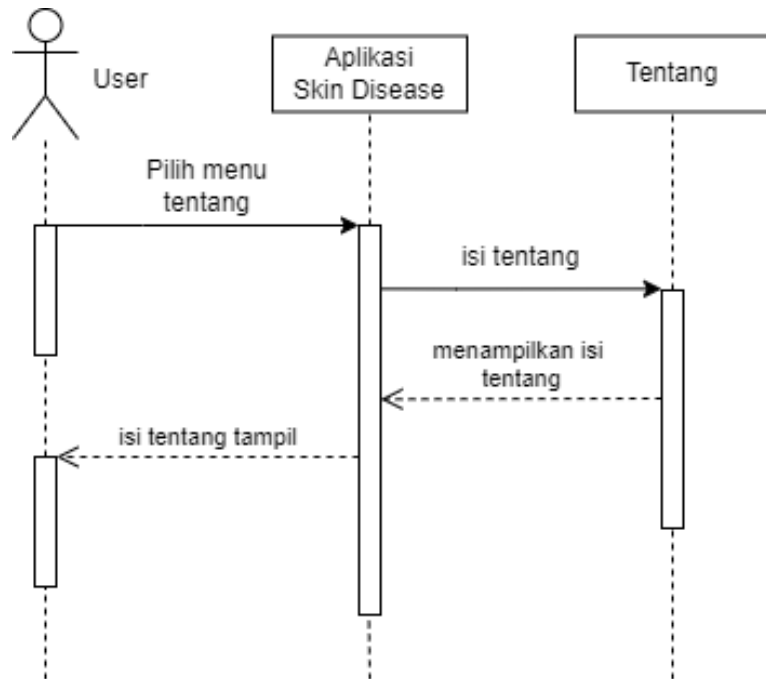 User
Aplikasi
Skin Disease
Tentang
Pilih menu
tentang
isi tentang
menampilkan isi
tentang
isi tentang tampil